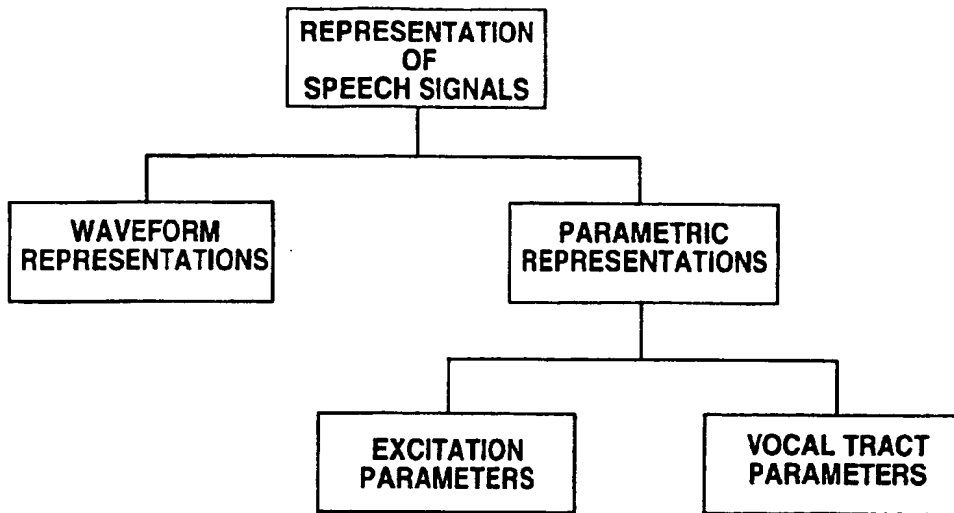 REPRESENTATION
OF
SPEECH SIGNALS
WAVEFORM
REPRESENTATIONS
PARAMETRIC
REPRESENTATIONS
EXCITATION
PARAMETERS
VOCAL TRACT
PARAMETERS